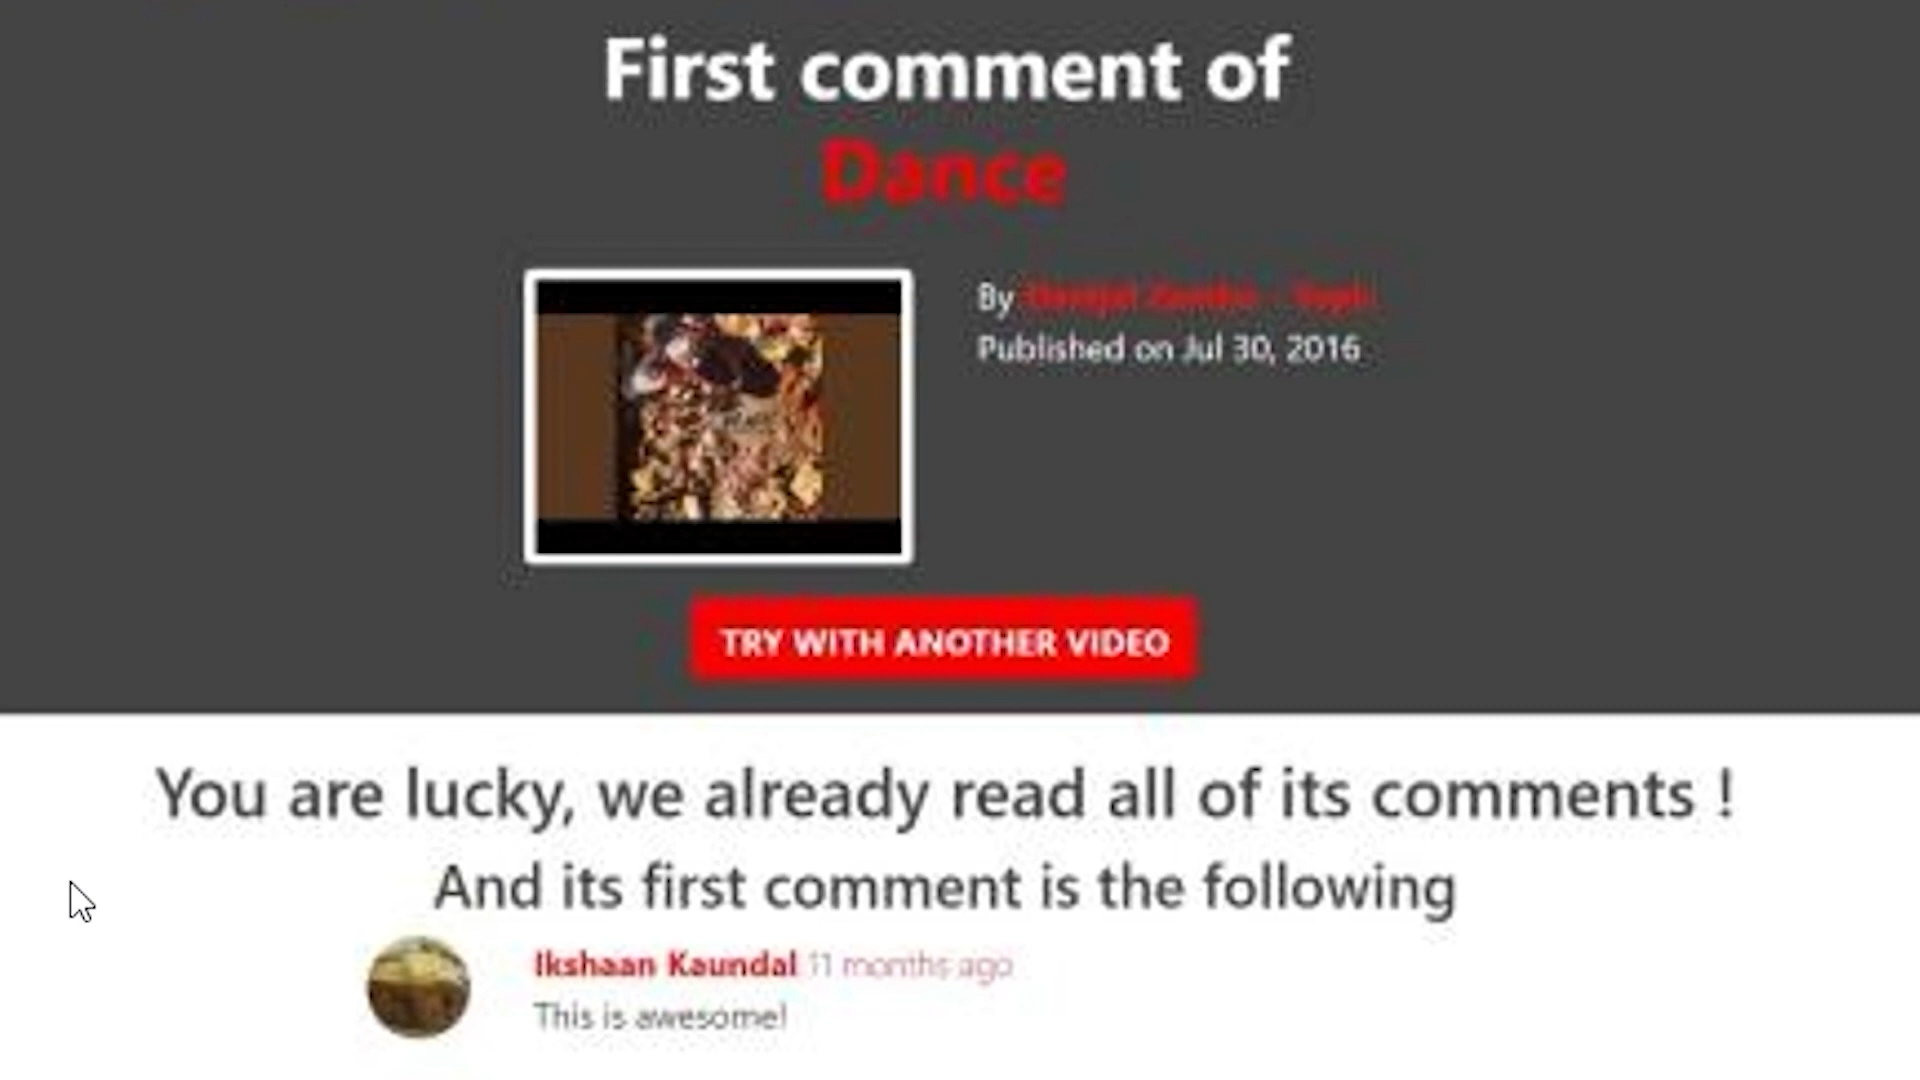 First comment of
Dance
By
Published on Jul 30, 2016
TRY WITH ANOTHER VIDEO
You are lucky, we already read all of its comments !
And its first comment is the following
Ikshaan Kaundal 11 months ago
This is awesome!